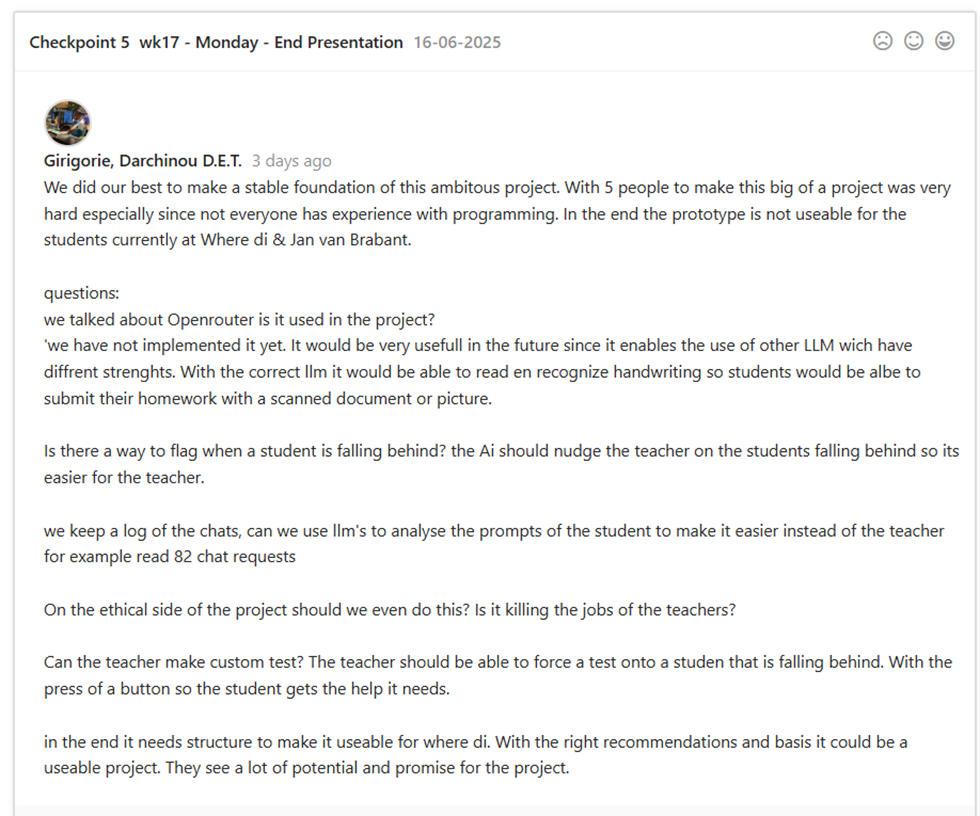 Checkpoint 5 wk17 - Monday - End Presentation 16-06-2025
Girigorie, Darchinou D.E.T. 3 days ago
We did our best to make a stable foundation of this ambitous project. With 5 people to make this big of a project was very
hard especially since not everyone has experience with programming. In the end the prototype is not useable for the
students currently at Where di & Jan van Brabant.
questions:
we talked about Openrouter is it used in the project?
'we have not implemented it yet. It would be very usefull in the future since it enables the use of other LLM wich have
diffrent strenghts. With the correct llm it would be able to read en recognize handwriting so students would be albe to
submit their homework with a scanned document or picture.
Is there a way to flag when a student is falling behind? the Ai should nudge the teacher on the students falling behind so its
easier for the teacher.
we keep a log of the chats, can we use llm's to analyse the prompts of the student to make it easier instead of the teacher
for example read 82 chat requests
On the ethical side of the project should we even do this? Is it killing the jobs of the teachers?
Can the teacher make custom test? The teacher should be able to force a test onto a studen that is falling behind. With the
press of a button so the student gets the help it needs.
in the end it needs structure to make it useable for where di. With the right recommendations and basis it could be a
useable project. They see a lot of potential and promise for the project.